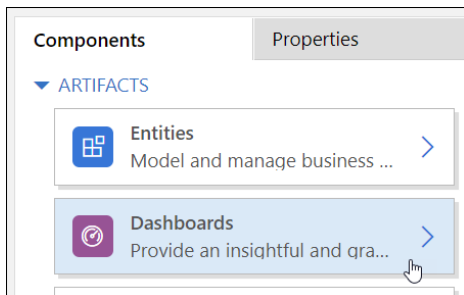 Components
Properties
ARTIFACTS
Entities
Model and manage business ...
Dashboards
Provide an insightful and gra...